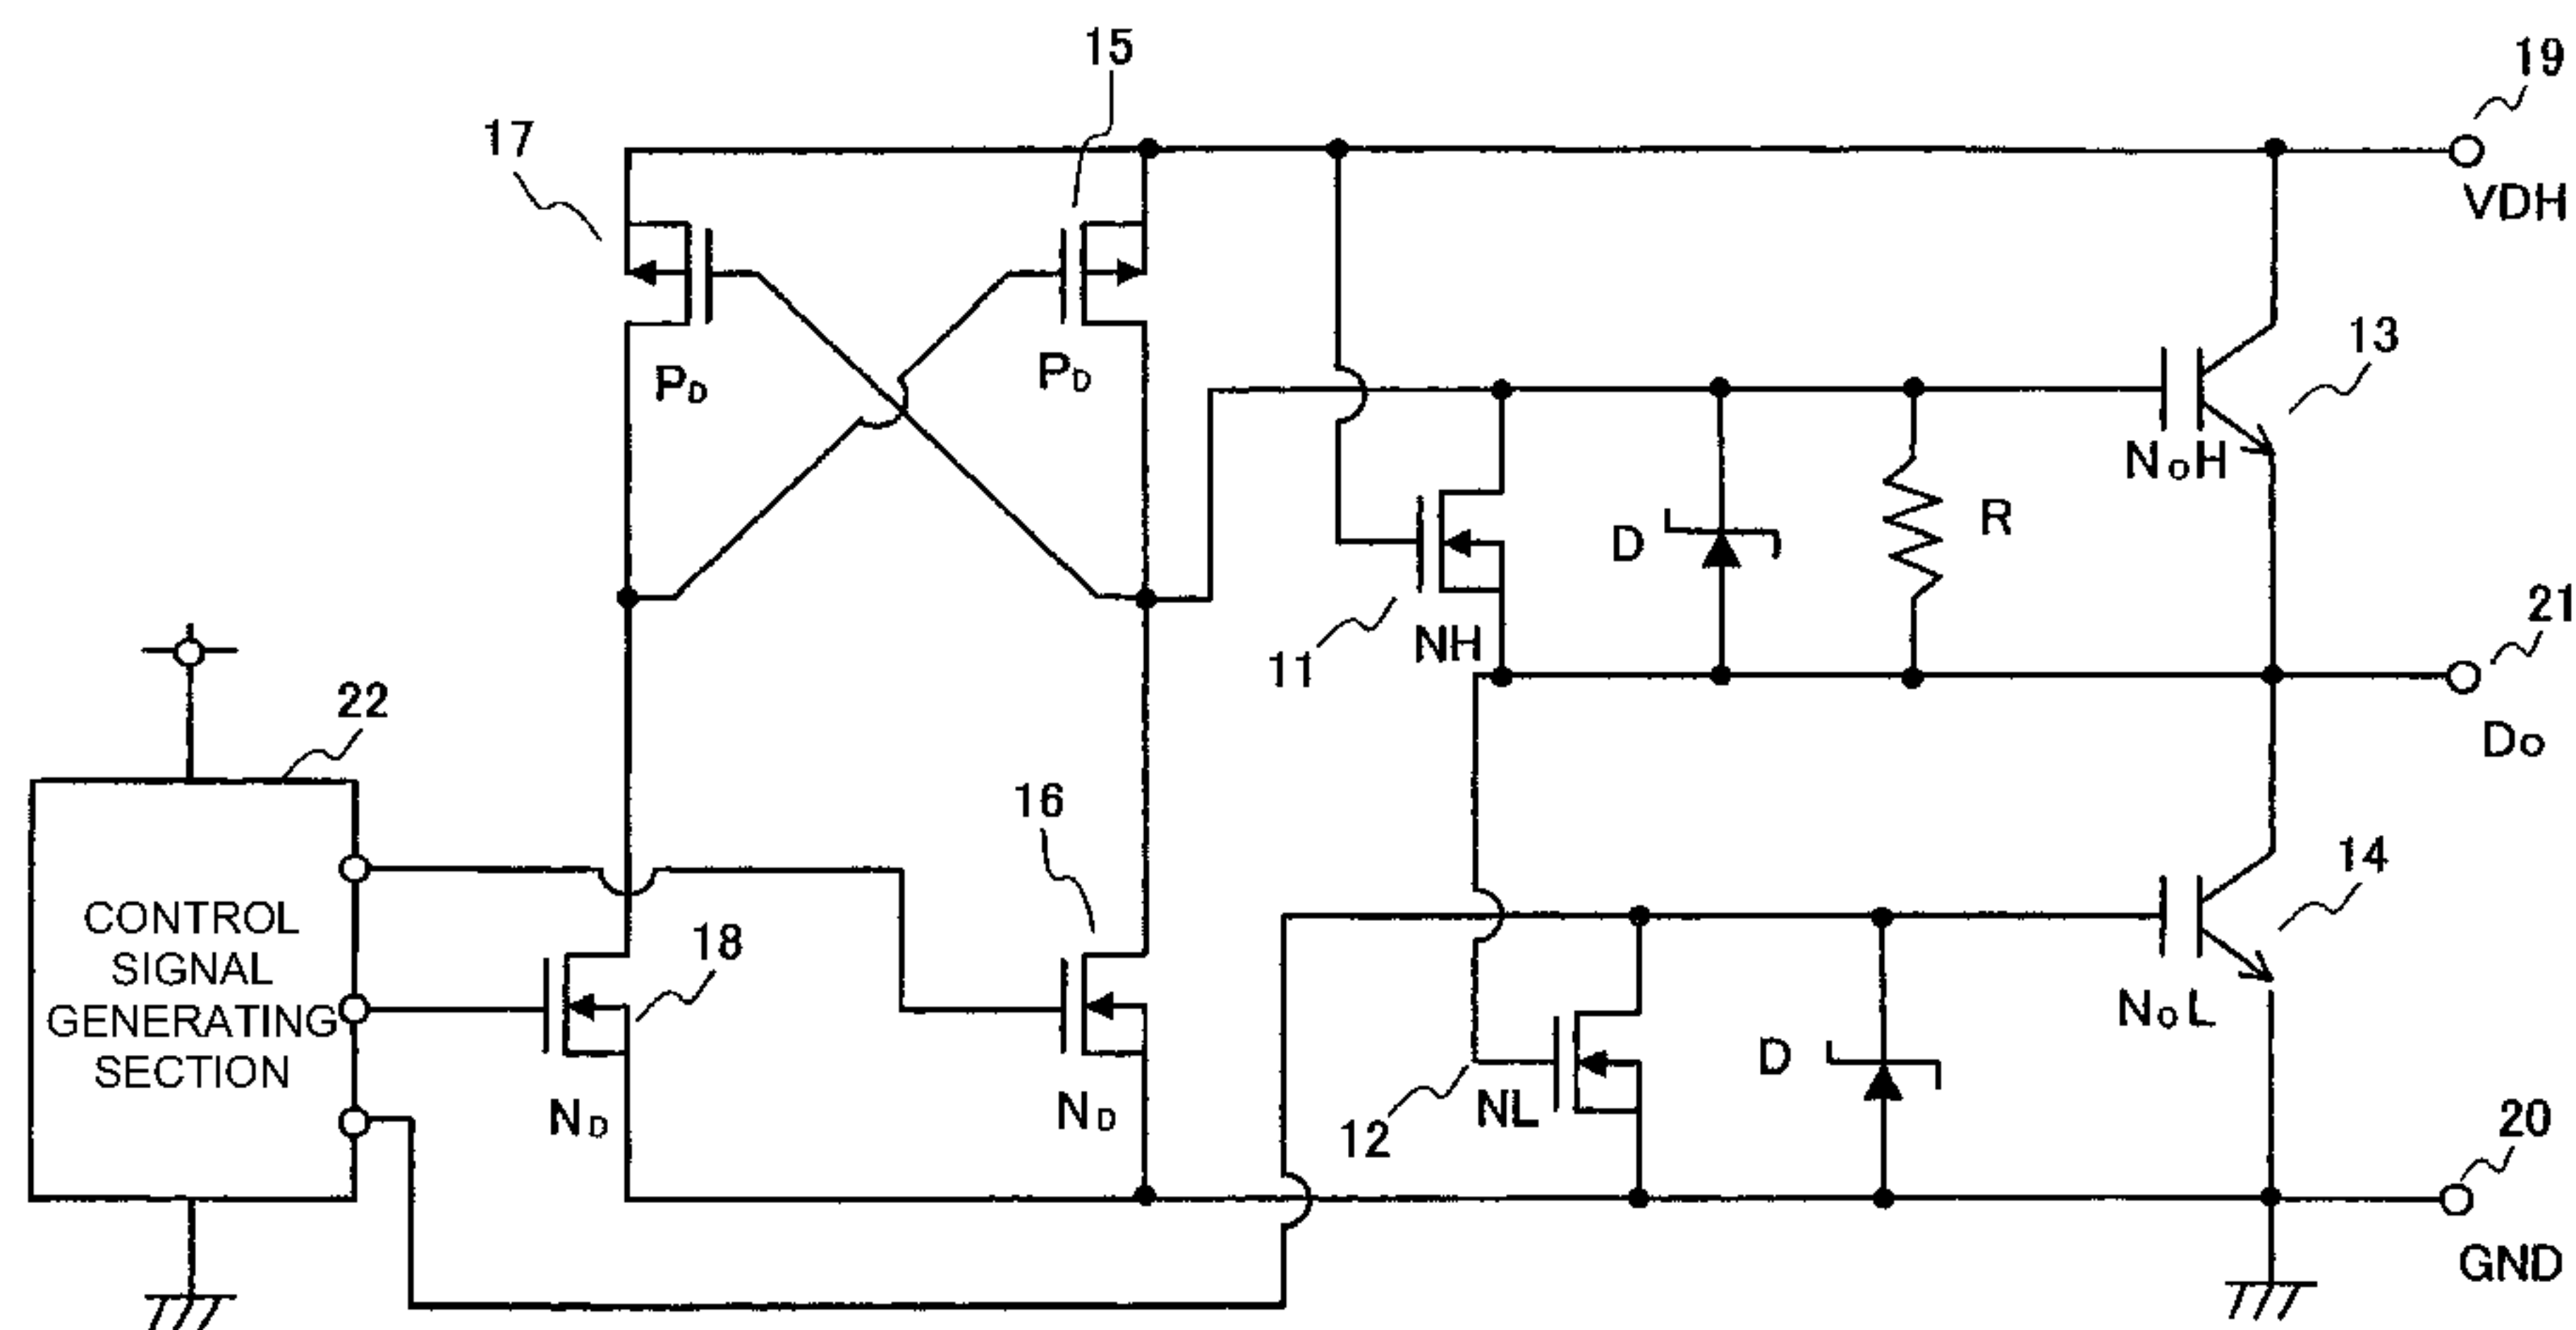 15
19
17
VDH
13
PD
PD
NoH
R
D
21
NH
11
22
Do
16
14
CONTROL
SIGNAL
GENERATING
SECTION
18
NoL
D
ND
ND
NL
12
20
GND